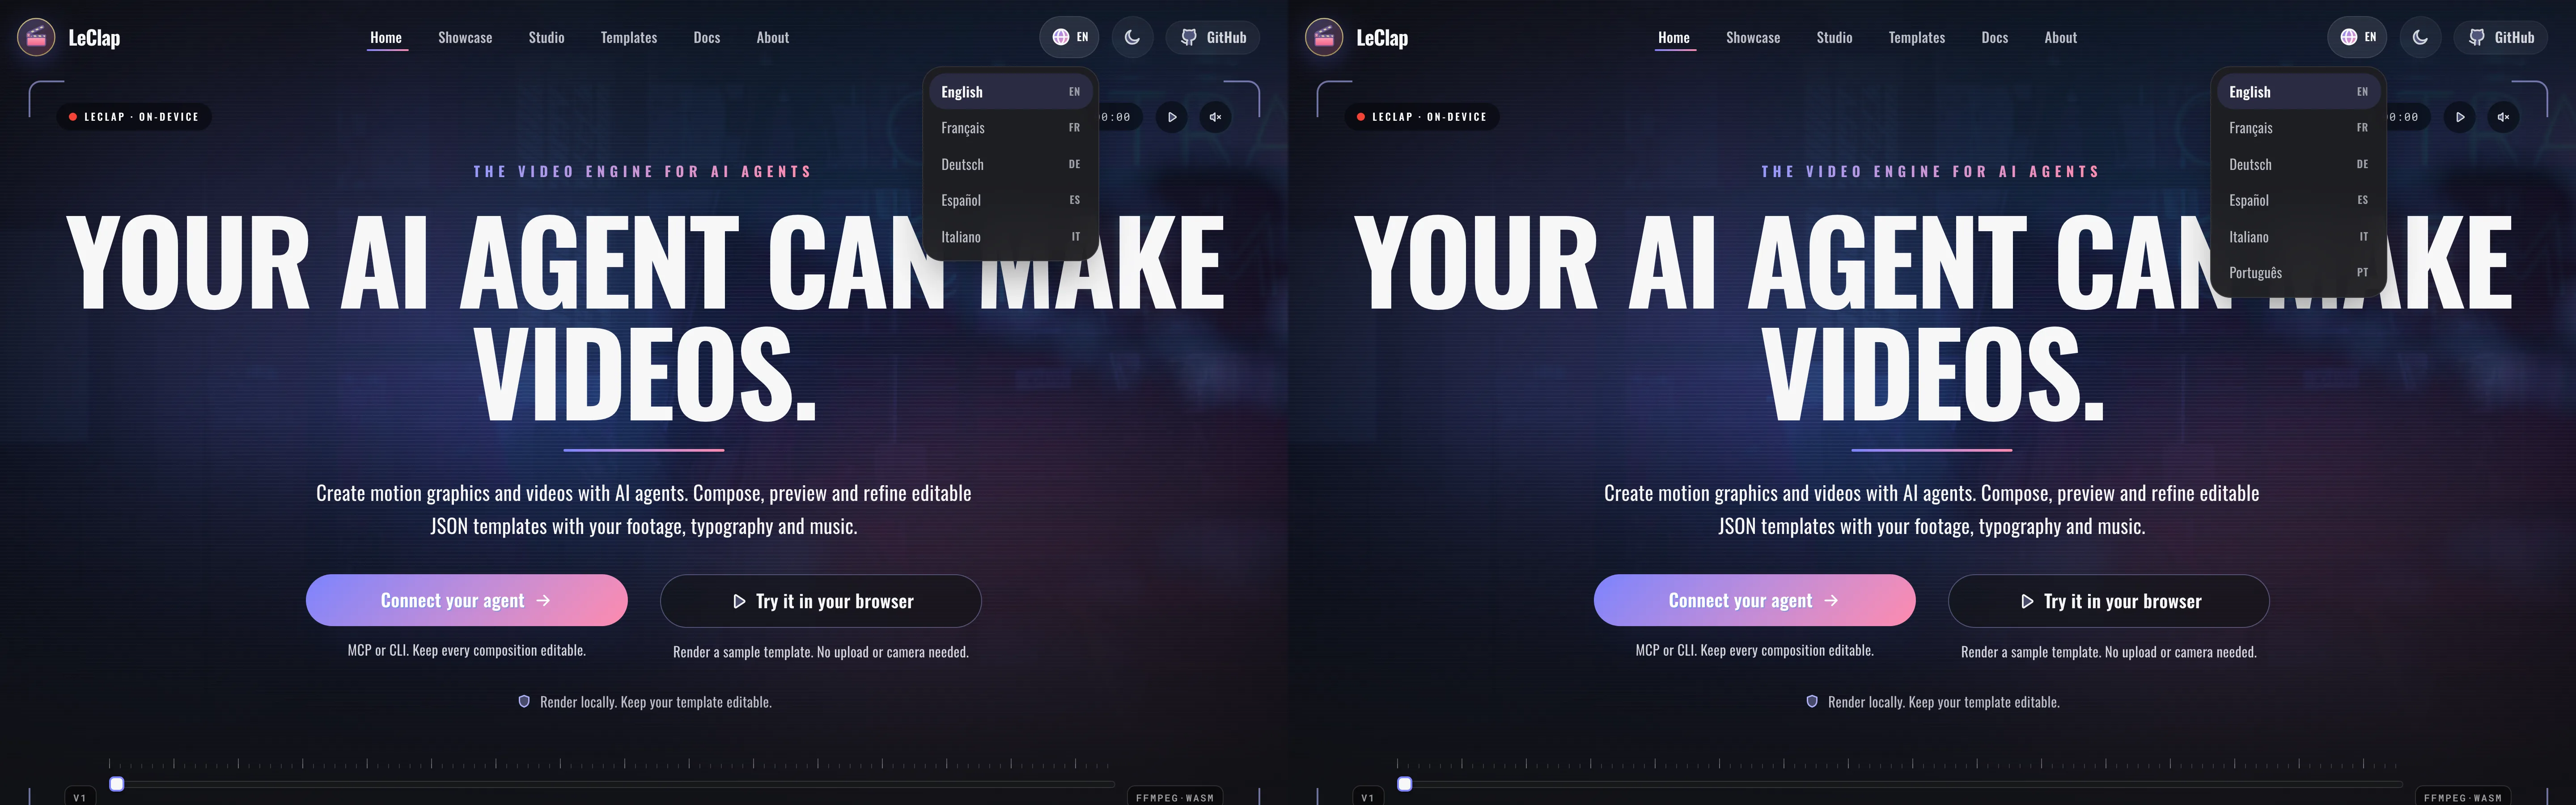 LeClap
Home Showcase Studio Templates Docs About
EN GitHub
English EN
Français FR
Deutsch DE
Español ES
Italiano IT
LECLAP · ON-DEVICE
0:00
THE VIDEO ENGINE FOR AI AGENTS
YOUR AI AGENT CAN MAKE
VIDEOS.
Create motion graphics and videos with AI agents. Compose, preview and refine editable
JSON templates with your footage, typography and music.
Connect your agent →
Try it in your browser
MCP or CLI. Keep every composition editable.
Render a sample template. No upload or camera needed.
Render locally. Keep your template editable.
V1
FFMPEG-WASM
LeClap
Home Showcase Studio Templates Docs About
EN GitHub
English EN
Français FR
Deutsch DE
Español ES
Italiano IT
Português PT
LECLAP · ON-DEVICE
0:00
THE VIDEO ENGINE FOR AI AGENTS
YOUR AI AGENT CAN MAKE
VIDEOS.
Create motion graphics and videos with AI agents. Compose, preview and refine editable
JSON templates with your footage, typography and music.
Connect your agent →
Try it in your browser
MCP or CLI. Keep every composition editable.
Render a sample template. No upload or camera needed.
Render locally. Keep your template editable.
V1
FFMPEG-WASM